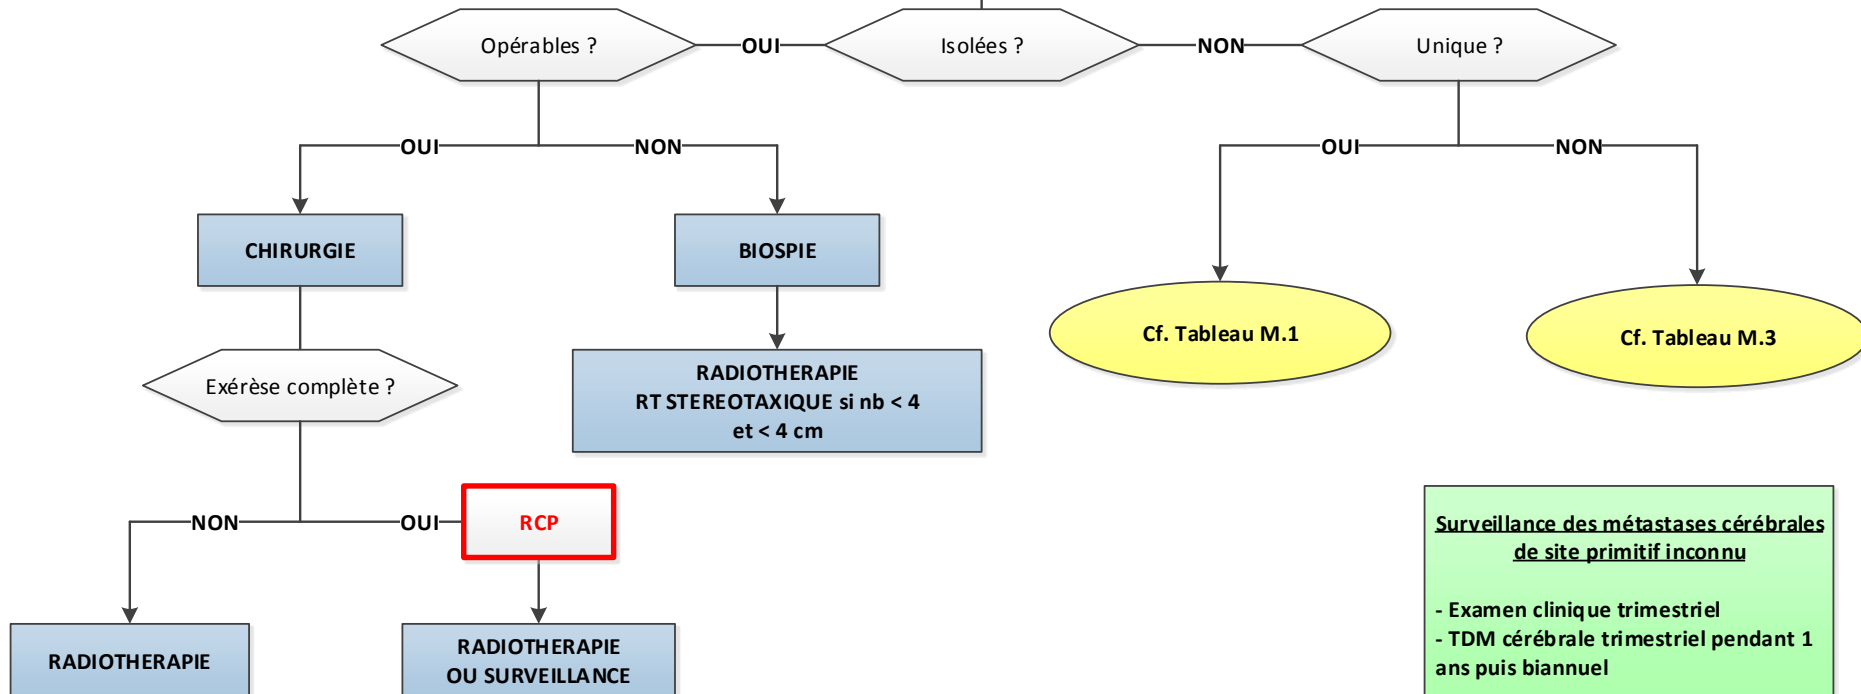 Opérables ?
OUI
Isolées ?
NON
Unique ?
OUI
NON
OUI
NON
CHIRURGIE
BIOSPIE
Cf. Tableau M.1
Cf. Tableau M.3
Exérèse complète ?
RADIOTHERAPIE
RT STEREOTAXIQUE si nb < 4
et < 4 cm
NON
OUI
RCP
RADIOTHERAPIE
RADIOTHERAPIE
OU SURVEILLANCE
Surveillance des métastases cérébrales
de site primitif inconnu
- Examen clinique trimestriel
- TDM cérébrale trimestriel pendant 1
ans puis biannuel